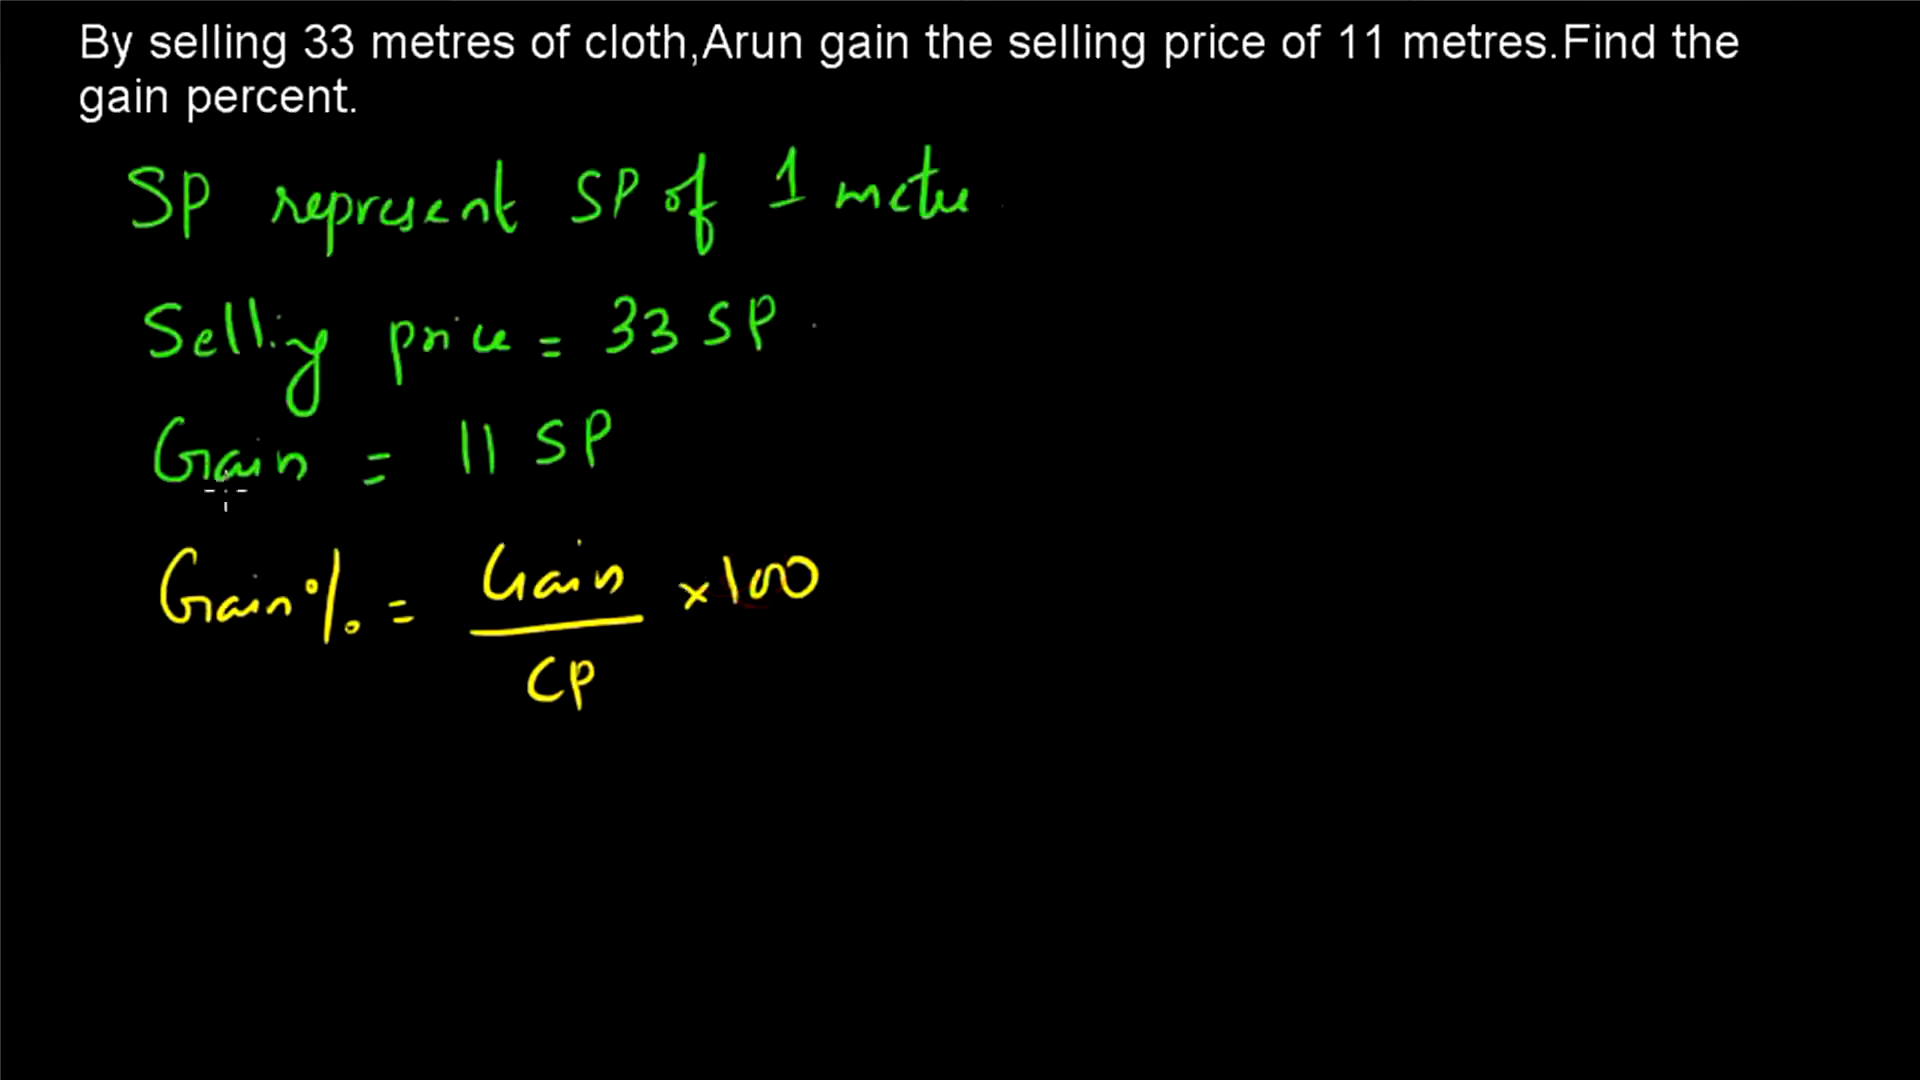 By selling 33 metres of cloth,Arun gain the selling price of 11 metres.Find the
gain percent.
SP represent SP of 1 metre
Selling price = 33 SP
Gain = 11 SP
Gain% = Gain × 100
CP